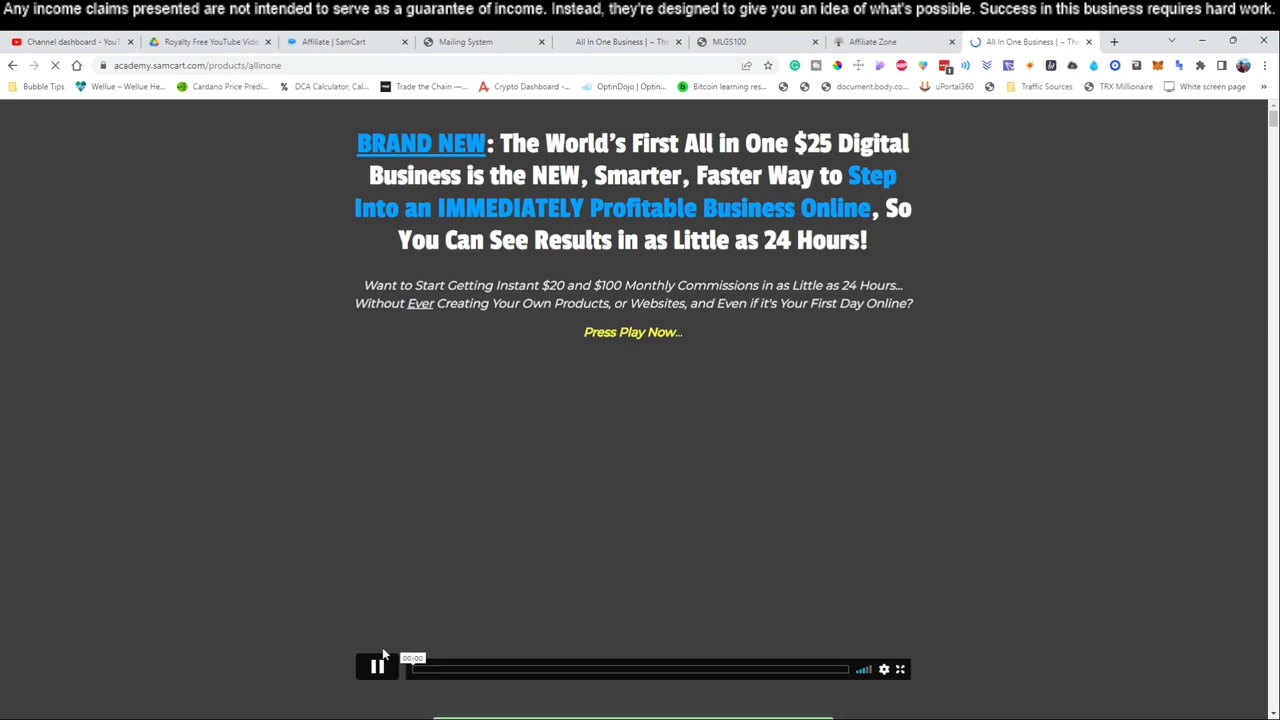 Any income claims presented are not intended to serve as a guarantee of income. Instead, they're designed to give you an idea of what's possible. Success in this business requires hard work.
Channel dashboard - YouT
Royalty Free YouTube Vide
Affiliate | SamCart
Mailing System
All In One Business | ~ The
MLGS100
Affiliate Zone
All In One Business | ~ The
academy.samcart.com/products/allinone
Bubble Tips
Wellue – Wellue He...
Cardano Price Predi...
DCA Calculator, Cal...
Trade the Chain —...
Crypto Dashboard -...
OptinDojo | Optin...
Bitcoin learning res...
document.body.co...
uPortal360
Traffic Sources
TRX Millionaire
White screen page
BRAND NEW: The World's First All in One $25 Digital
Business is the NEW, Smarter, Faster Way to Step
Into an IMMEDIATELY Profitable Business Online, So
You Can See Results in as Little as 24 Hours!
Want to Start Getting Instant $20 and $100 Monthly Commissions in as Little as 24 Hours...
Without Ever Creating Your Own Products, or Websites, and Even if it's Your First Day Online?
Press Play Now...
00:00